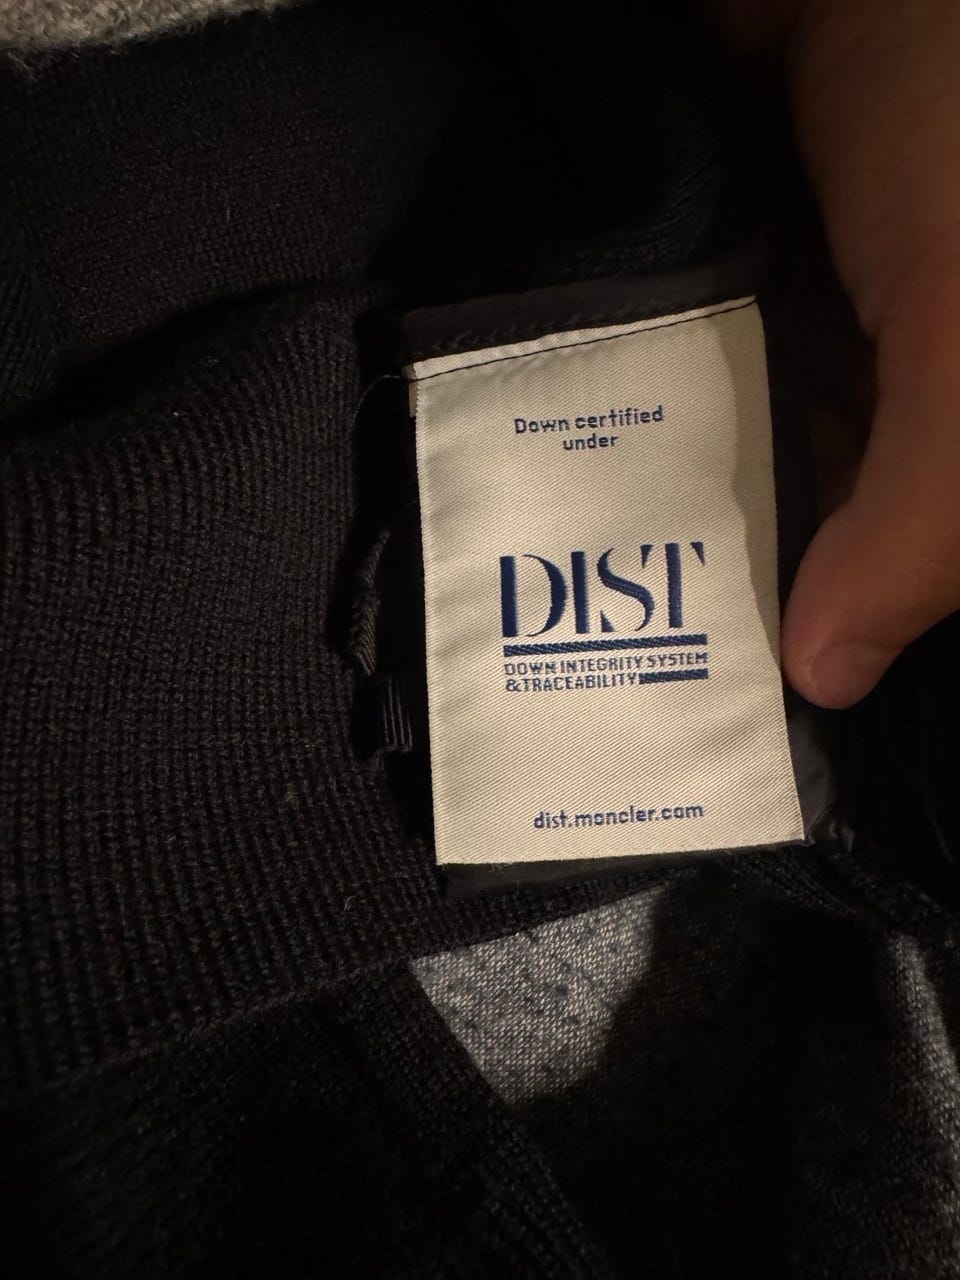 Down certified
under
DIST
DOWN INTEGRITY SYSTEM
&TRACEABILITY
dist.moncler.com